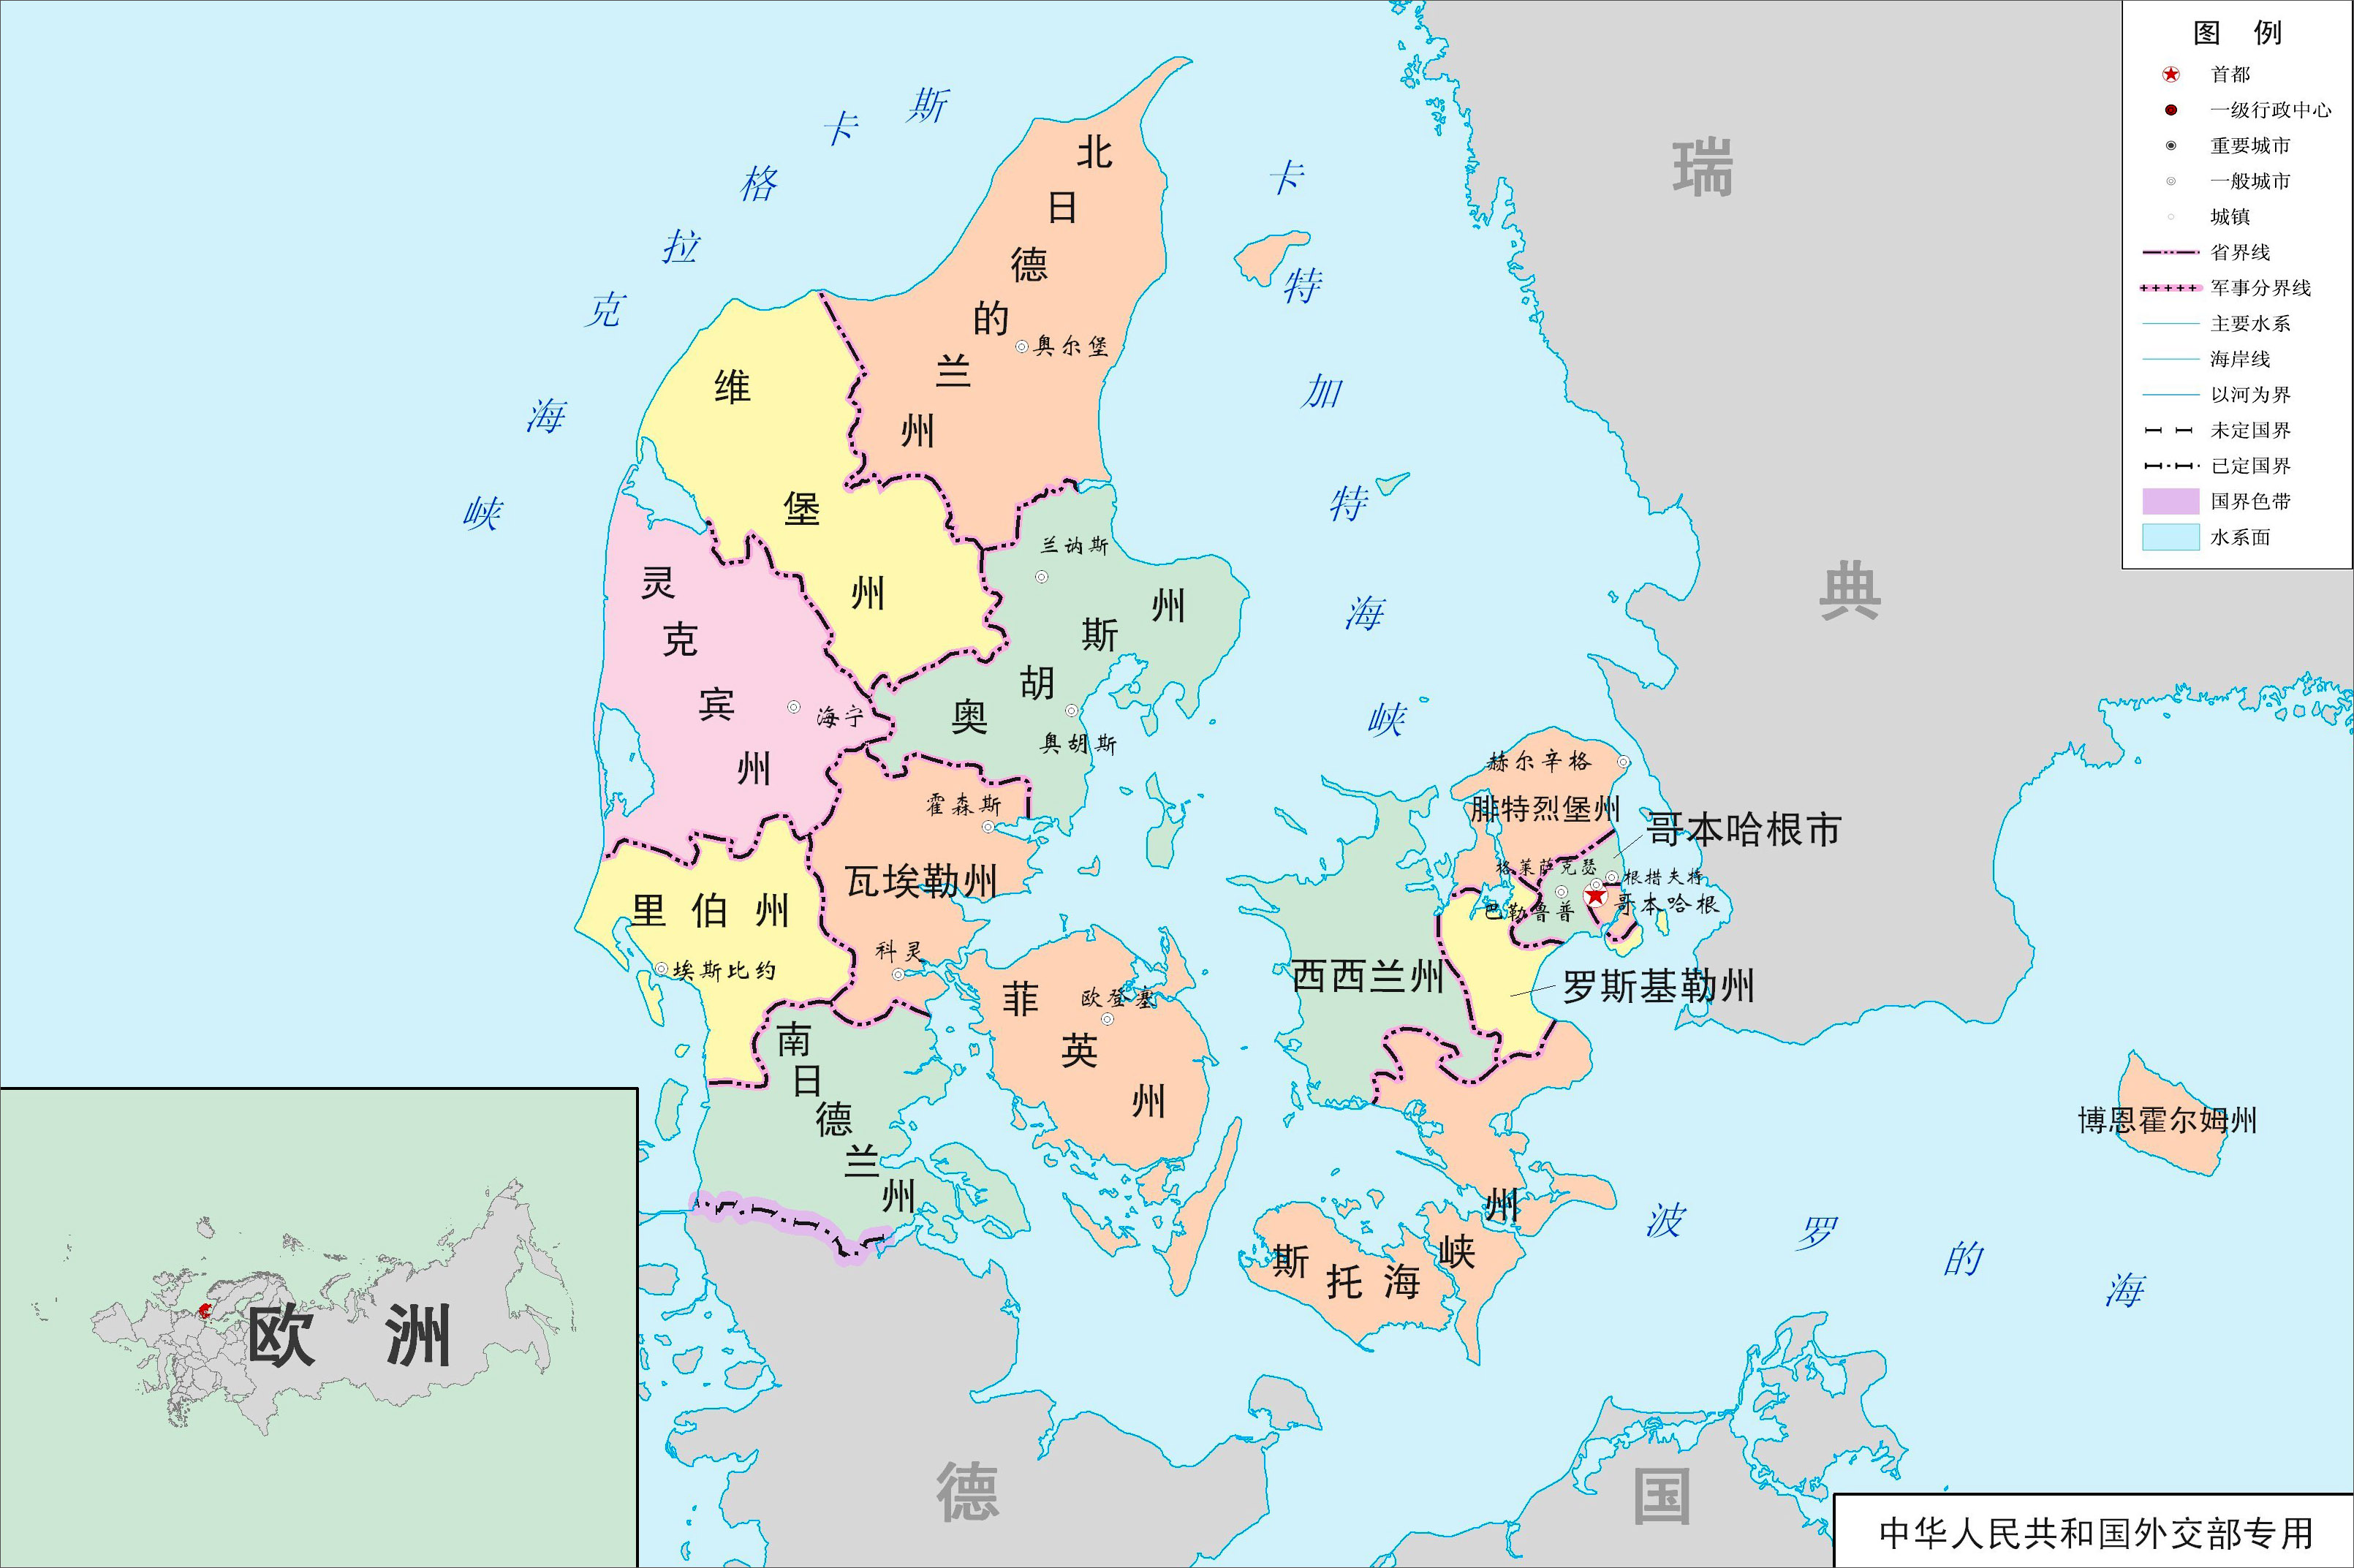 图 例
首都
一级行政中心
重要城市
一般城市
城镇
省界线
军事分界线
主要水系
海岸线
以河为界
未定国界
已定国界
国界色带
水系面
斯卡格拉克海峡
卡特加特海峡
波罗的海
瑞典
德国
北日德的兰州
奥尔堡
维堡州
兰讷斯
奥胡斯州
奥胡斯
灵克宾州
海宁
霍森斯
瓦埃勒州
科灵
里伯州
埃斯比约
南日德兰州
菲英州
欧登塞
赫尔辛格
腓特烈堡州
哥本哈根市
格莱萨克瑟
根措夫特
巴勒鲁普
哥本哈根
西西兰州
罗斯基勒州
斯托海峡州
博恩霍尔姆州
欧洲
中华人民共和国外交部专用